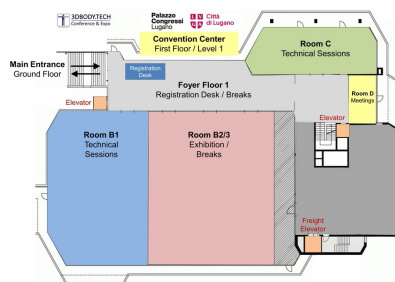 3DBODY.TECH
Conference & Expo
Palazzo
Congressi
Lugano
L V
G A
Città
di Lugano
Convention Center
First Floor / Level 1
Room C
Technical Sessions
Main Entrance
Ground Floor
Registration
Desk
Foyer Floor 1
Registration Desk / Breaks
Room D
Meetings
Elevator
Elevator
Room B1
Technical
Sessions
Room B2/3
Exhibition /
Breaks
Freight
Elevator